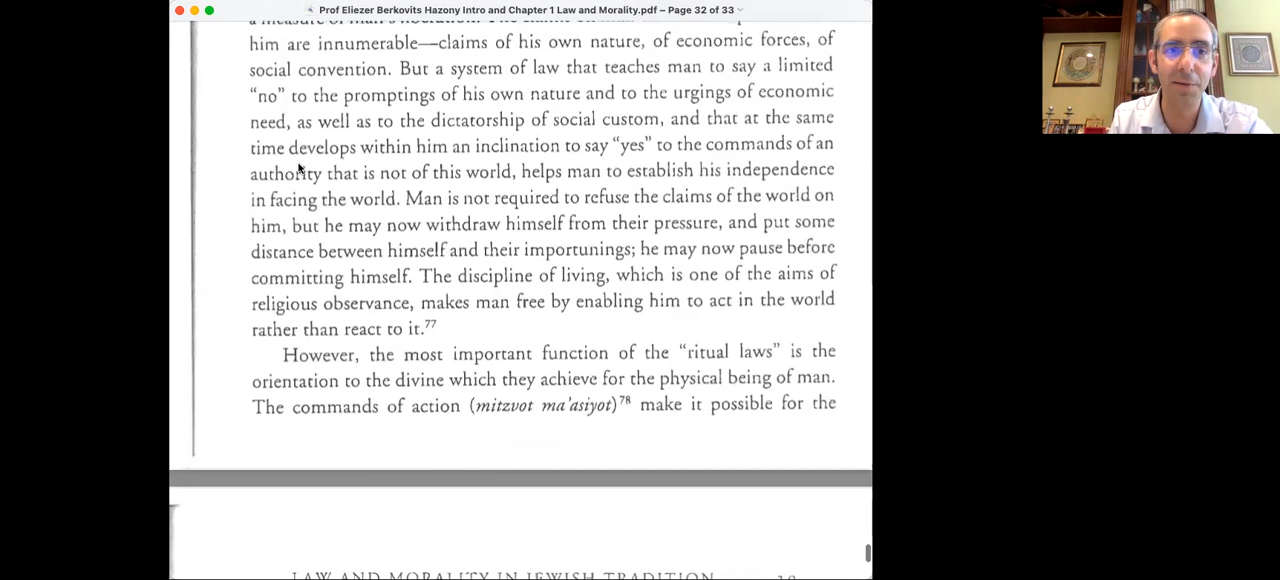 Prof Eliezer Berkovits Hazony Intro and Chapter 1 Law and Morality.pdf – Page 32 of 33
him are innumerable—claims of his own nature, of economic forces, of
social convention. But a system of law that teaches man to say a limited
“no” to the promptings of his own nature and to the urgings of economic
need, as well as to the dictatorship of social custom, and that at the same
time develops within him an inclination to say “yes” to the commands of an
authority that is not of this world, helps man to establish his independence
in facing the world. Man is not required to refuse the claims of the world on
him, but he may now withdraw himself from their pressure, and put some
distance between himself and their importunings; he may now pause before
committing himself. The discipline of living, which is one of the aims of
religious observance, makes man free by enabling him to act in the world
rather than react to it.77
However, the most important function of the “ritual laws” is the
orientation to the divine which they achieve for the physical being of man.
The commands of action (mitzvot ma'asiyot)78 make it possible for the
LAW AND MORALITY IN JEWISH TRADITION